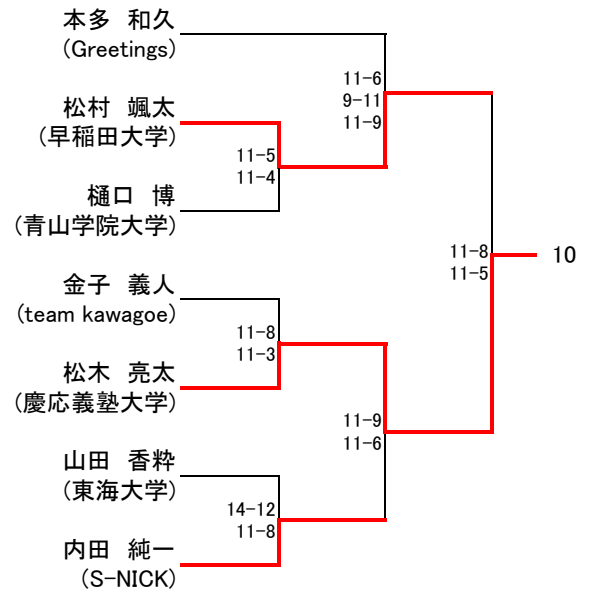 本多　和久
(Greetings)
11-6
9-11
11-9
松村　颯太
(早稲田大学)
11-5
11-4
樋口　博
(青山学院大学)
11-8
11-5
10
金子　義人
(team kawagoe)
11-8
11-3
松木　亮太
(慶応義塾大学)
11-9
11-6
山田　香粋
(東海大学)
14-12
11-8
内田　純一
(S-NICK)